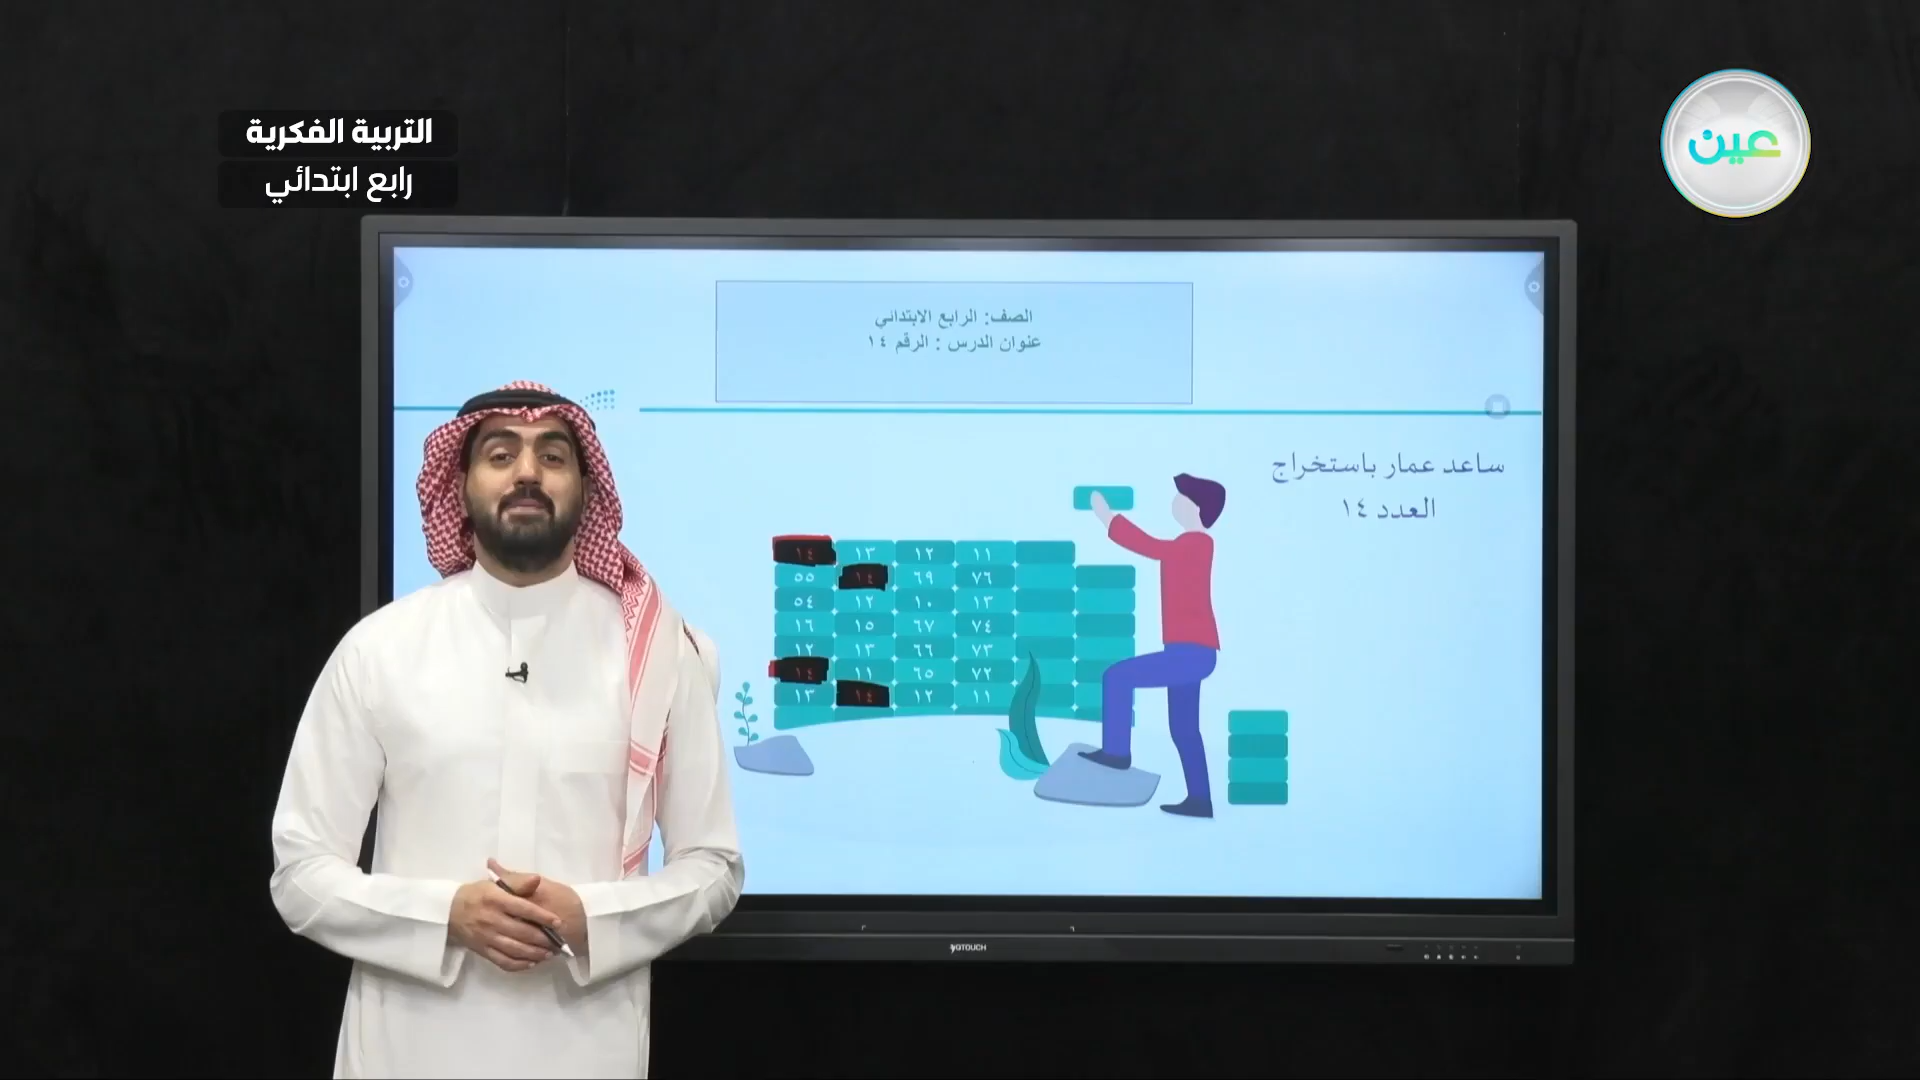 التربية الفكرية
رابع ابتدائي
عين
الصف: الرابع الابتدائي
عنوان الدرس : الرقم ١٤
ساعد عمار باستخراج
العدد ١٤
١٤ ١٣ ١٢ ١١
٥٥ ١٤ ٦٩ ٧٦
٥٤ ١٢ ١٠ ١٣
١٦ ١٥ ٦٧ ٧٤
١٢ ١٣ ٦٦ ٧٣
١٤ ١١ ٦٥ ٧٢
١٣ ١٤ ١٢ ١١
YQTOUCH